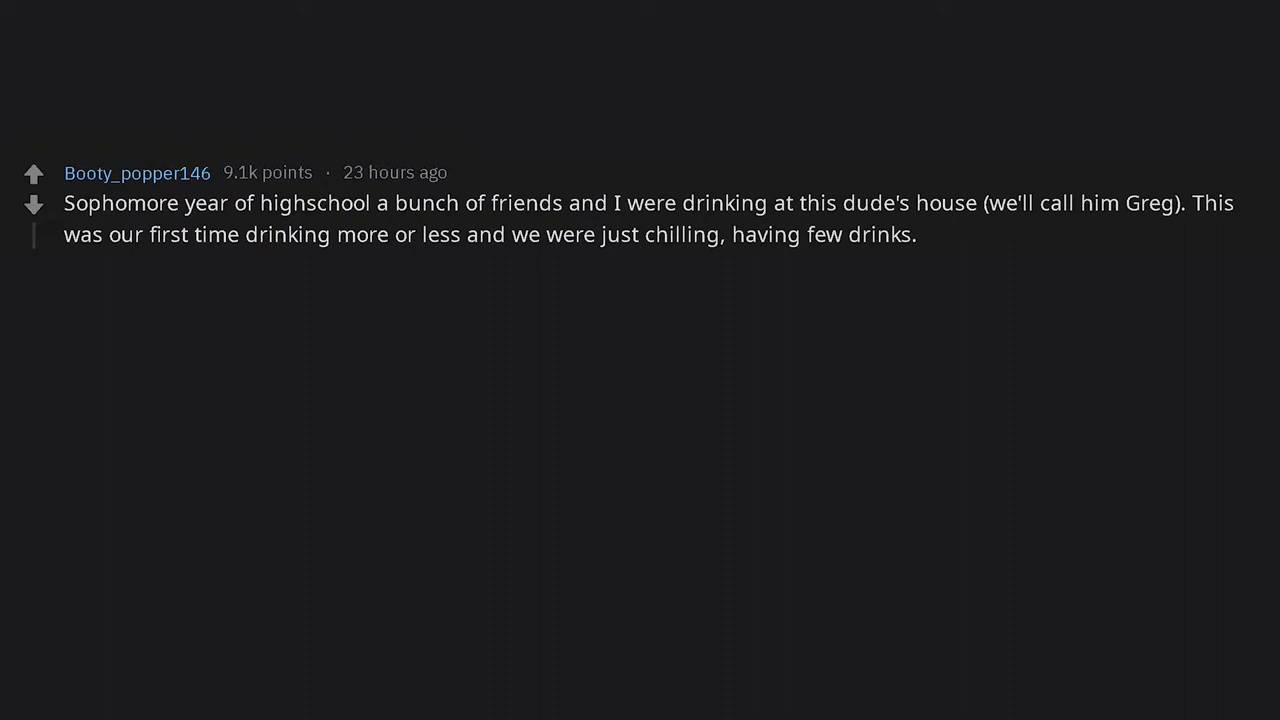 Booty_popper146 9.1k points · 23 hours ago
Sophomore year of highschool a bunch of friends and I were drinking at this dude's house (we'll call him Greg). This
was our first time drinking more or less and we were just chilling, having few drinks.